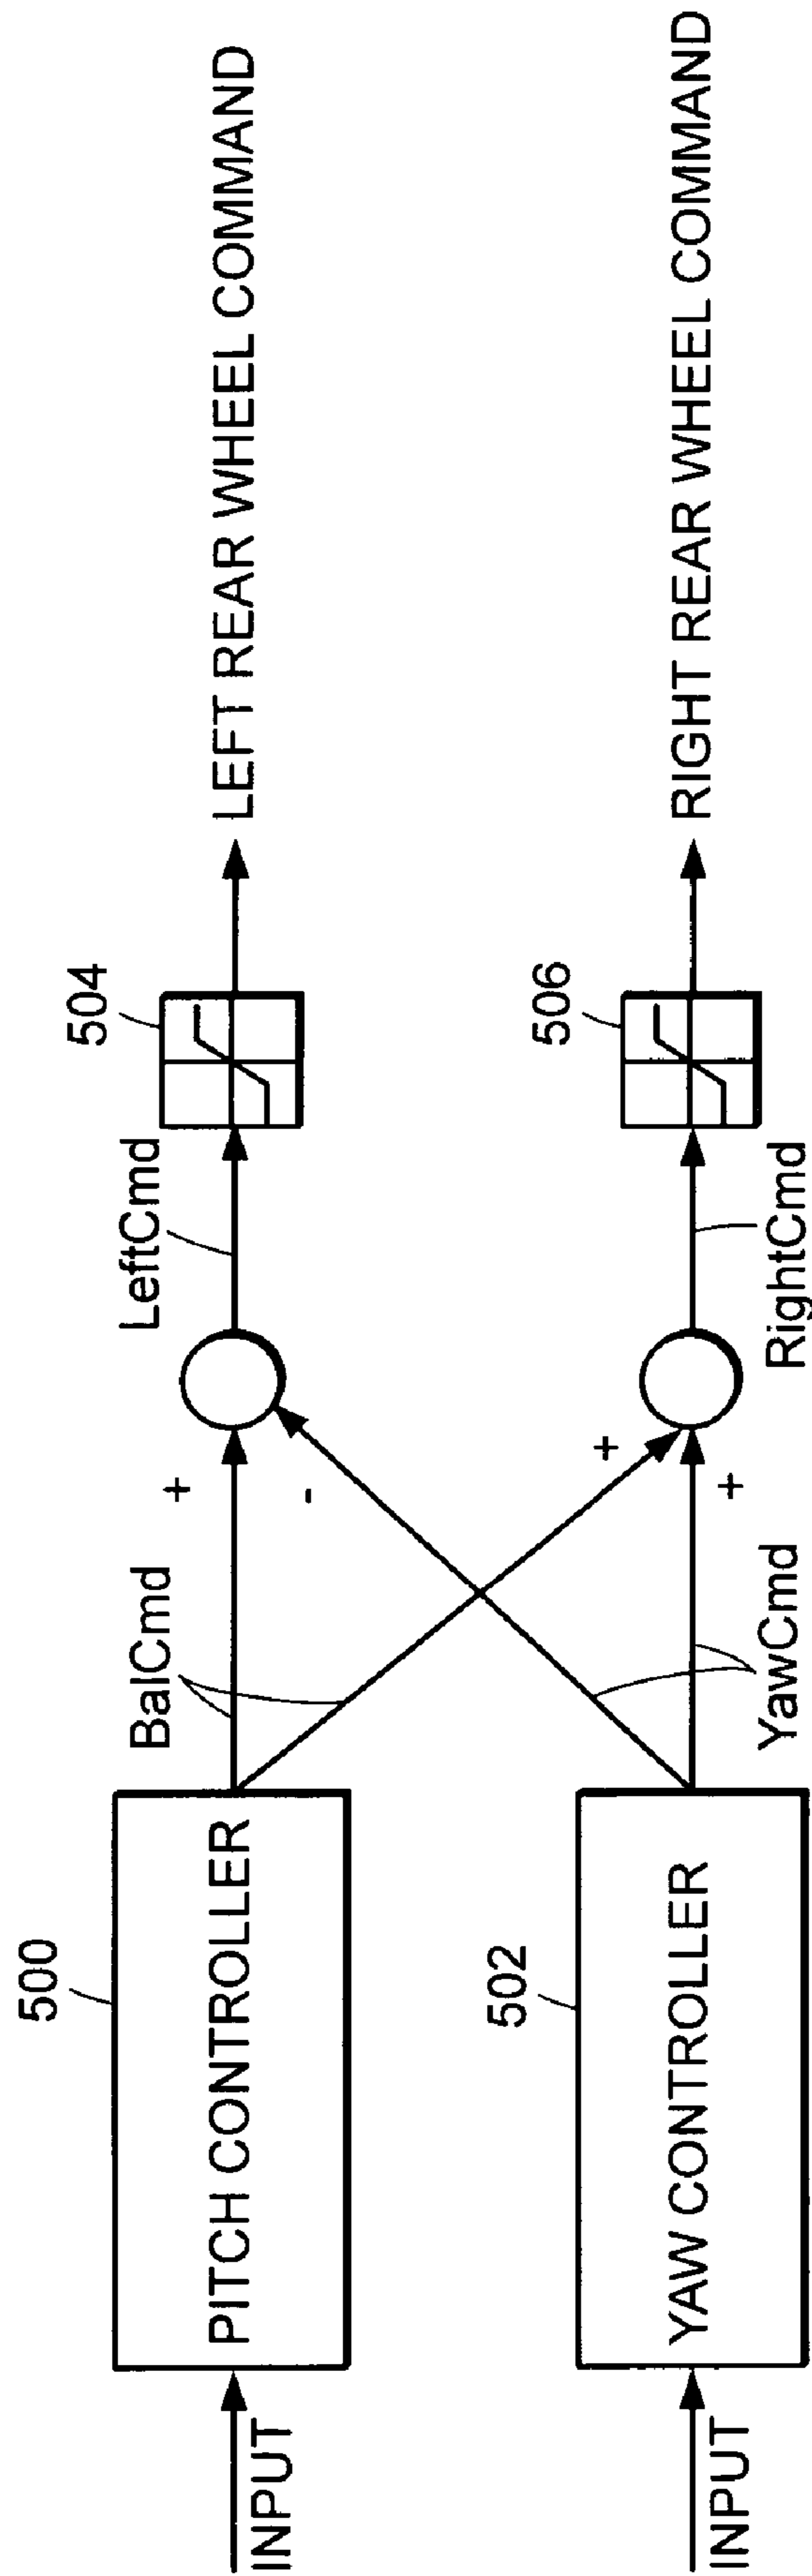 500
INPUT
PITCH CONTROLLER
BalCmd
+
-
LeftCmd
504
LEFT REAR WHEEL COMMAND
502
INPUT
YAW CONTROLLER
YawCmd
+
+
RightCmd
506
RIGHT REAR WHEEL COMMAND